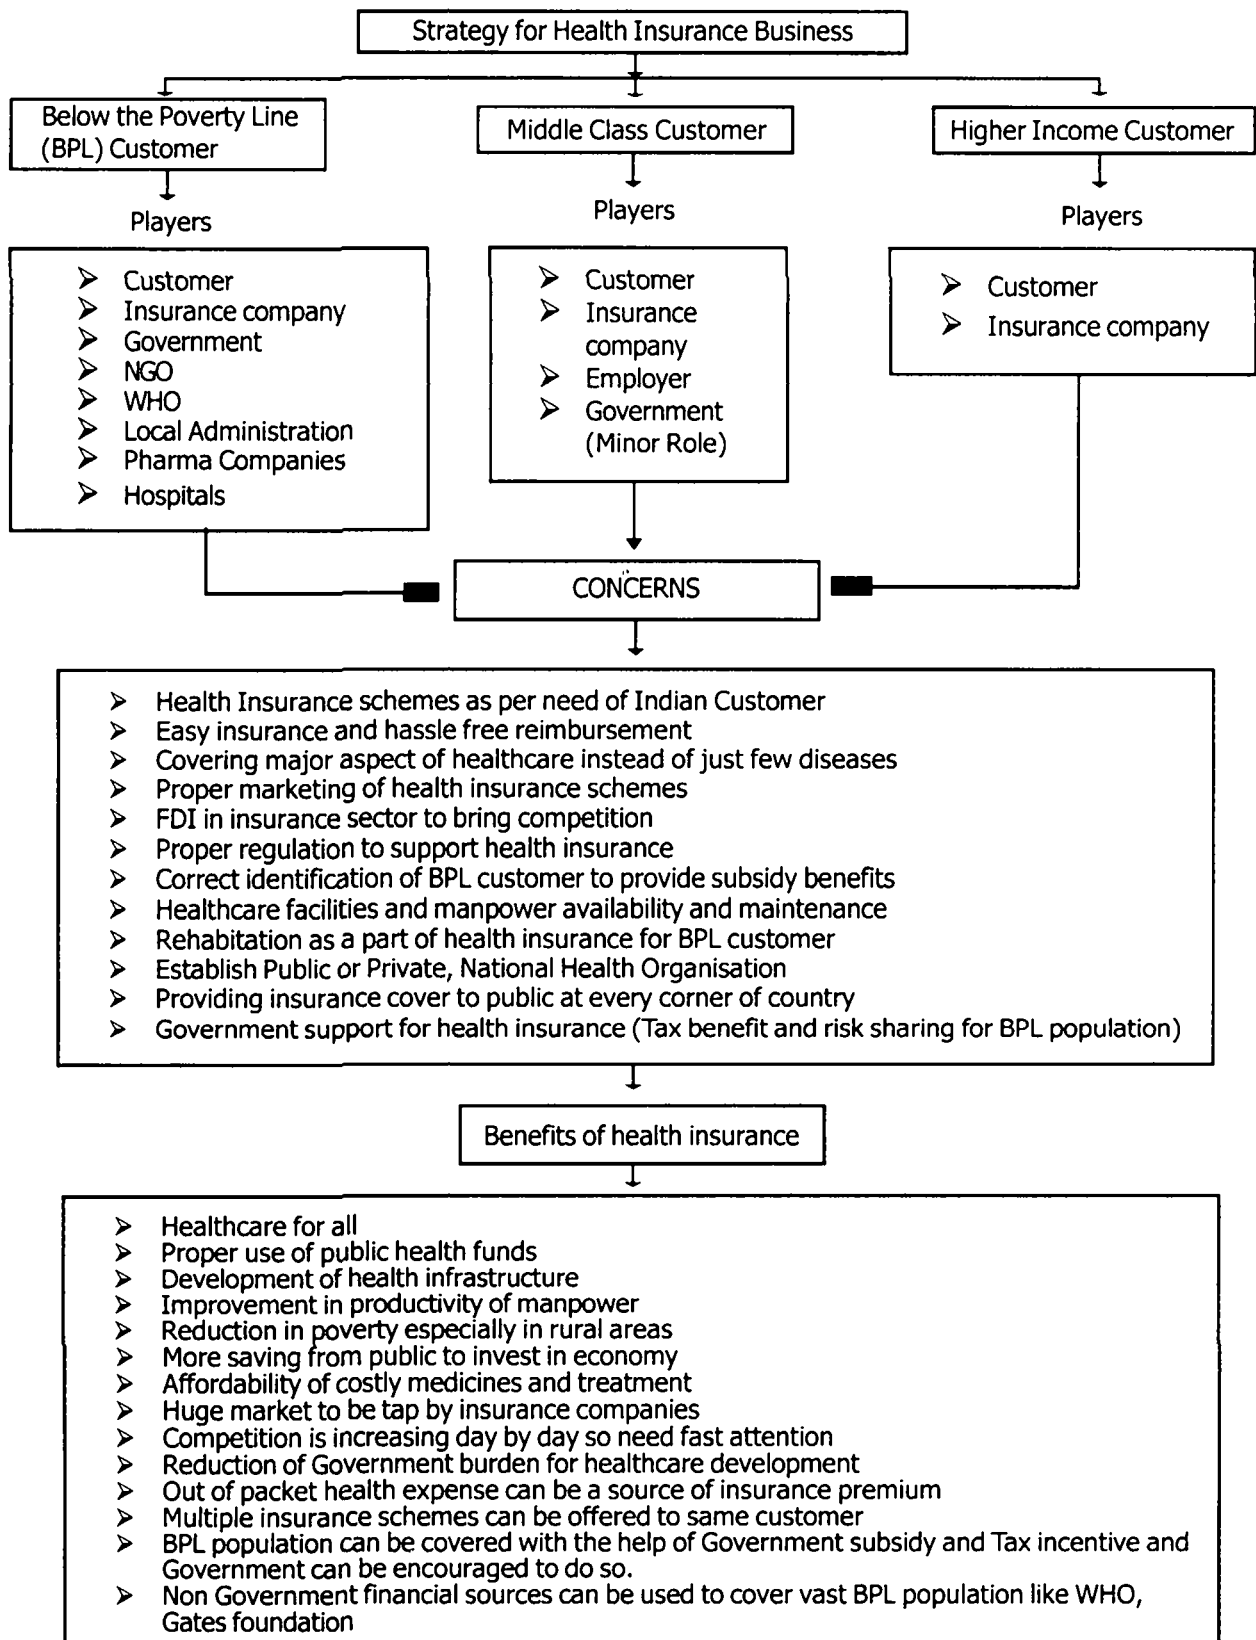 Strategy for Health Insurance Business
Below the Poverty Line
(BPL) Customer
Middle Class Customer
Higher Income Customer
Players
Players
Players
➢ Customer
➢ Insurance company
➢ Government
➢ NGO
➢ WHO
➢ Local Administration
➢ Pharma Companies
➢ Hospitals
➢ Customer
➢ Insurance
company
➢ Employer
➢ Government
(Minor Role)
➢ Customer
➢ Insurance company
CONCERNS
➢ Health Insurance schemes as per need of Indian Customer
➢ Easy insurance and hassle free reimbursement
➢ Covering major aspect of healthcare instead of just few diseases
➢ Proper marketing of health insurance schemes
➢ FDI in insurance sector to bring competition
➢ Proper regulation to support health insurance
➢ Correct identification of BPL customer to provide subsidy benefits
➢ Healthcare facilities and manpower availability and maintenance
➢ Rehabitation as a part of health insurance for BPL customer
➢ Establish Public or Private, National Health Organisation
➢ Providing insurance cover to public at every corner of country
➢ Government support for health insurance (Tax benefit and risk sharing for BPL population)
Benefits of health insurance
➢ Healthcare for all
➢ Proper use of public health funds
➢ Development of health infrastructure
➢ Improvement in productivity of manpower
➢ Reduction in poverty especially in rural areas
➢ More saving from public to invest in economy
➢ Affordability of costly medicines and treatment
➢ Huge market to be tap by insurance companies
➢ Competition is increasing day by day so need fast attention
➢ Reduction of Government burden for healthcare development
➢ Out of packet health expense can be a source of insurance premium
➢ Multiple insurance schemes can be offered to same customer
➢ BPL population can be covered with the help of Government subsidy and Tax incentive and
Government can be encouraged to do so.
➢ Non Government financial sources can be used to cover vast BPL population like WHO,
Gates foundation